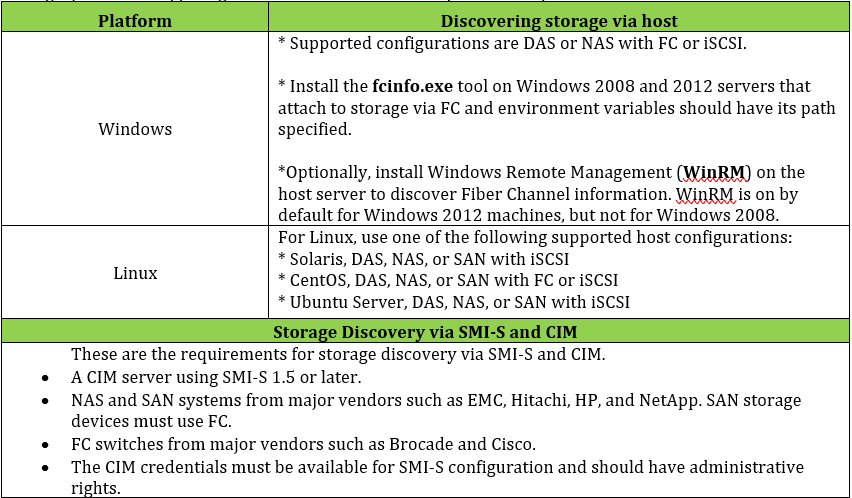 Platform
Discovering storage via host
Windows
* Supported configurations are DAS or NAS with FC or iSCSI.
* Install the fcinfo.exe tool on Windows 2008 and 2012 servers that
attach to storage via FC and environment variables should have its path
specified.
*Optionally, install Windows Remote Management (WinRM) on the
host server to discover Fiber Channel information. WinRM is on by
default for Windows 2012 machines, but not for Windows 2008.
Linux
For Linux, use one of the following supported host configurations:
* Solaris, DAS, NAS, or SAN with iSCSI
* CentOS, DAS, NAS, or SAN with FC or iSCSI
* Ubuntu Server, DAS, NAS, or SAN with iSCSI
Storage Discovery via SMI-S and CIM
These are the requirements for storage discovery via SMI-S and CIM.
• A CIM server using SMI-S 1.5 or later.
• NAS and SAN systems from major vendors such as EMC, Hitachi, HP, and NetApp. SAN storage
devices must use FC.
• FC switches from major vendors such as Brocade and Cisco.
• The CIM credentials must be available for SMI-S configuration and should have administrative
rights.